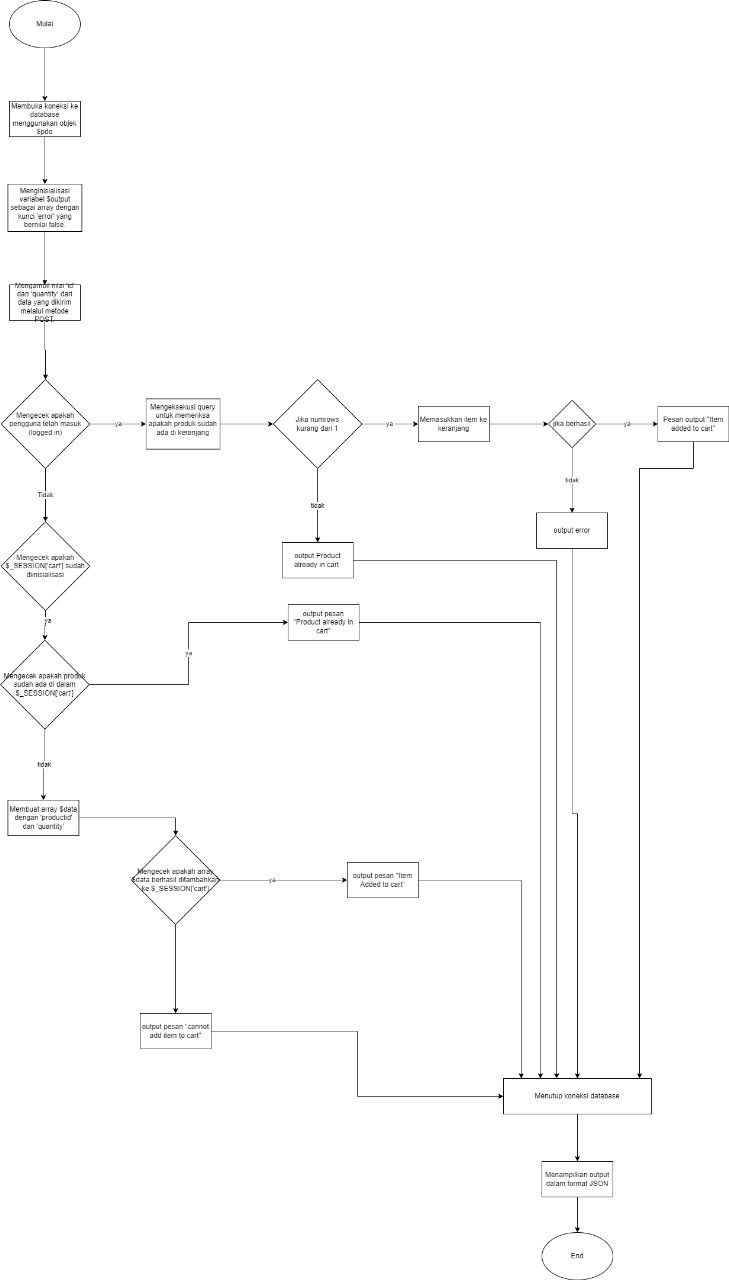 Mulai
Membuka koneksi ke
database
menggunakan objek
$pdo
Menginisialisasi
variabel $output
sebagai array dengan
kunci 'error' yang
bernilai false.
Mengambil nilai 'id'
dan 'quantity' dari
data yang dikirim
melalui metode
POST.
Mengecek apakah
pengguna telah masuk
(logged in)
ya
Mengeksekusi query
untuk memeriksa
apakah produk sudah
ada di keranjang
Jika numrows
kurang dari 1
ya
Memasukkan item ke
keranjang
jika berhasil
ya
Pesan output "Item
added to cart"
Tidak
tidak
tidak
output Product
already in cart
output error
Mengecek apakah
$_SESSION['cart'] sudah
diinisialisasi
ya
Mengecek apakah produk
sudah ada di dalam
$_SESSION['cart']
ya
output pesan
"Product already in
cart"
tidak
Membuat array $data
dengan 'productid'
dan 'quantity'
Mengecek apakah array
$data berhasil ditambahkan
ke $_SESSION['cart']
ya
output pesan "Item
Added to cart"
output pesan "cannot
add item to cart"
Menutup koneksi database
Menampilkan output
dalam format JSON
End